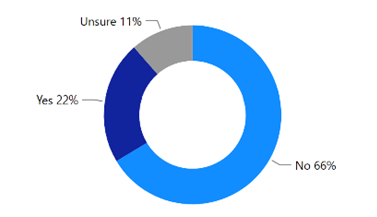 Unsure 11%
Yes 22%
No 66%